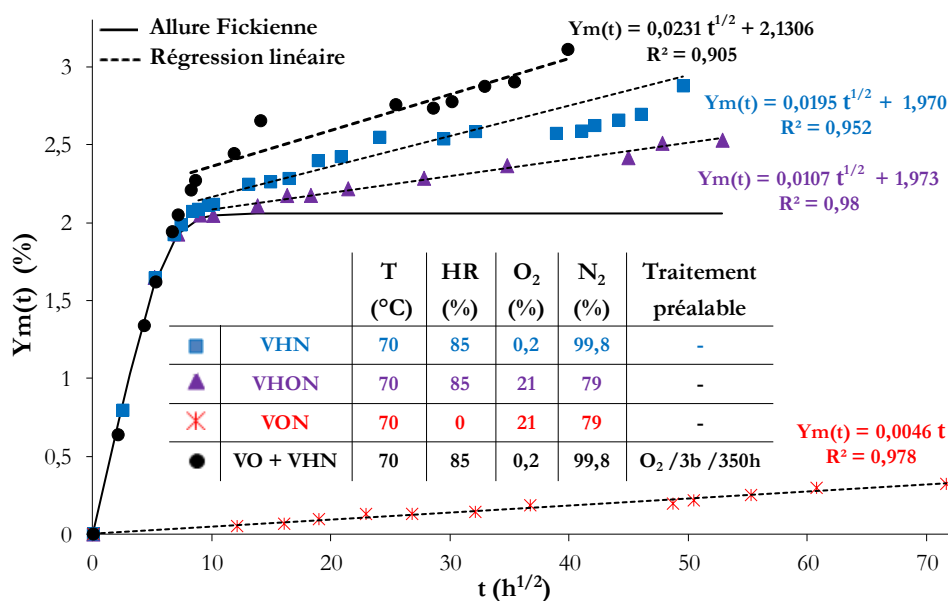 Allure Fickienne
Régression linéaire
Ym(t) = 0,0231 t^1/2 + 2,1306
R² = 0,905
Ym(t) = 0,0195 t^1/2 + 1,970
R² = 0,952
Ym(t) = 0,0107 t^1/2 + 1,973
R² = 0,98
Ym(t) = 0,0046 t
R² = 0,978
Ym(t) (%)
3
2,5
2
1,5
1
0,5
0
T (°C) HR (%) O₂ (%) N₂ (%) Traitement préalable
VHN 70 85 0,2 99,8 -
VHON 70 85 21 79 -
VON 70 0 21 79 -
VO + VHN 70 85 0,2 99,8 O₂ /3b /350h
0 10 20 30 40 50 60 70
t (h^1/2)